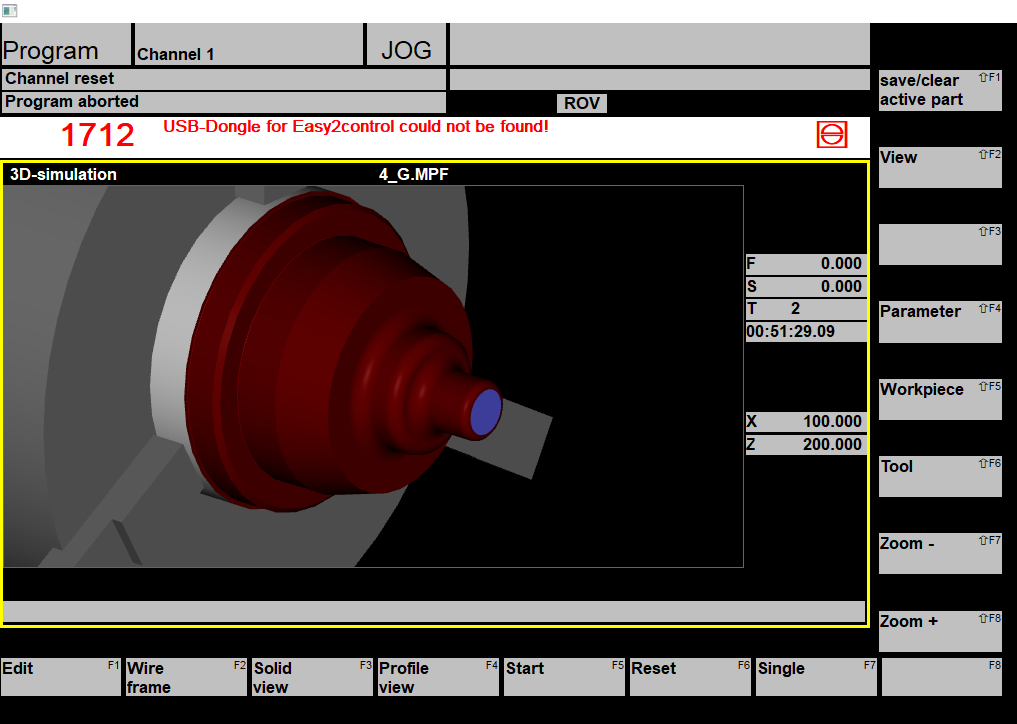 Program
Channel 1
JOG
Channel reset
Program aborted
ROV
1712
USB-Dongle for Easy2control could not be found!
3D-simulation
4_G.MPF
F 0.000
S 0.000
T 2
00:51:29.09
X 100.000
Z 200.000
save/clear ⇧F1
active part
View ⇧F2
⇧F3
Parameter ⇧F4
Workpiece ⇧F5
Tool ⇧F6
Zoom - ⇧F7
Zoom + ⇧F8
Edit F1
Wire F2
frame
Solid F3
view
Profile F4
view
Start F5
Reset F6
Single F7
F8